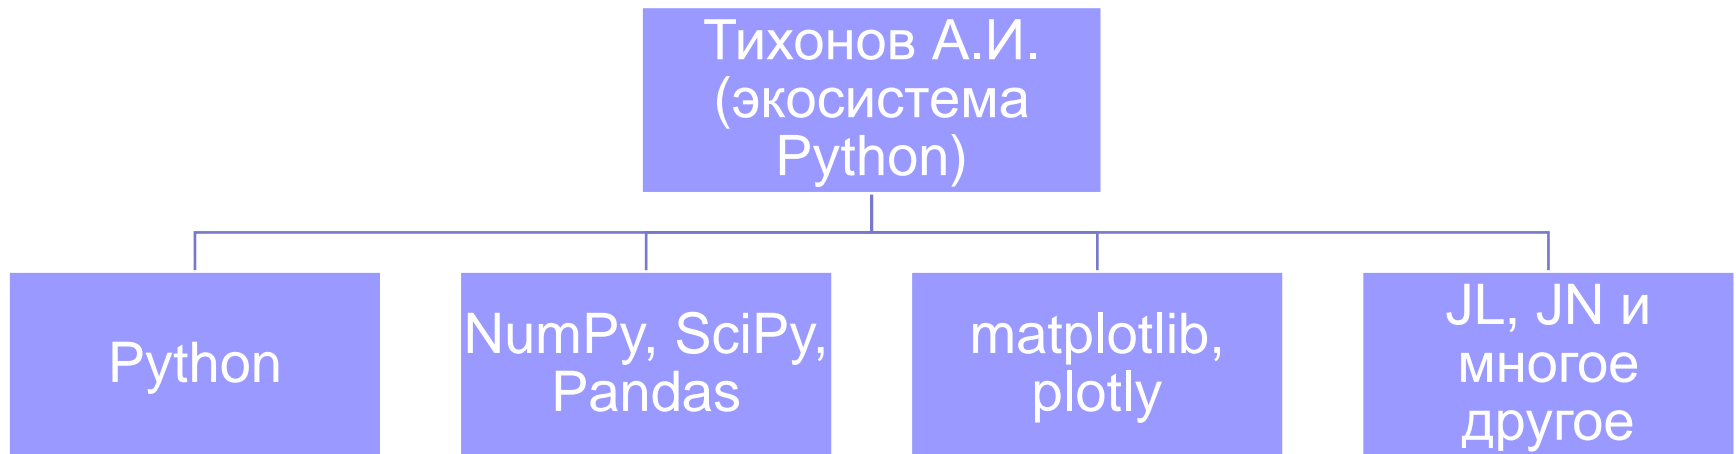 Тихонов А.И.
(экосистема
Python)
Python
NumPy, SciPy,
Pandas
matplotlib,
plotly
JL, JN и
многое
другое